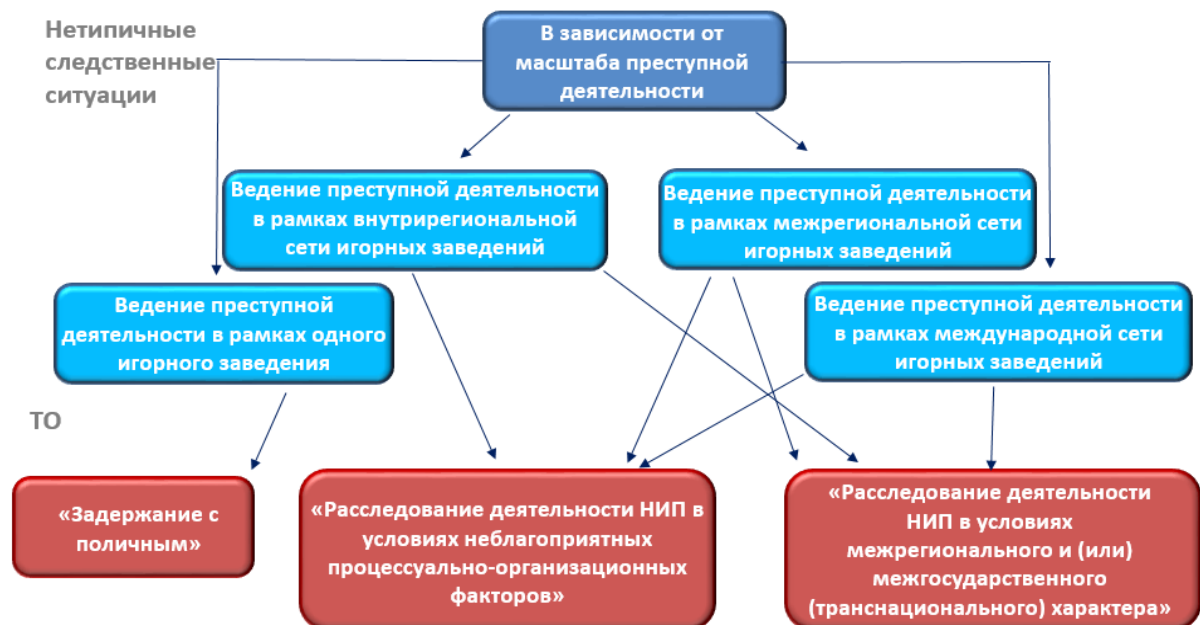 Нетипичные
следственные
ситуации
В зависимости от
масштаба преступной
деятельности
Ведение преступной деятельности
в рамках внутрирегиональной
сети игорных заведений
Ведение преступной деятельности
в рамках межрегиональной сети
игорных заведений
Ведение преступной
деятельности в рамках одного
игорного заведения
Ведение преступной деятельности
в рамках международной сети
игорных заведений
ТО
«Задержание с
поличным»
«Расследование деятельности НИП в
условиях неблагоприятных
процессуально-организационных
факторов»
«Расследование деятельности
НИП в условиях
межрегионального и (или)
межгосударственного
(транснационального) характера»